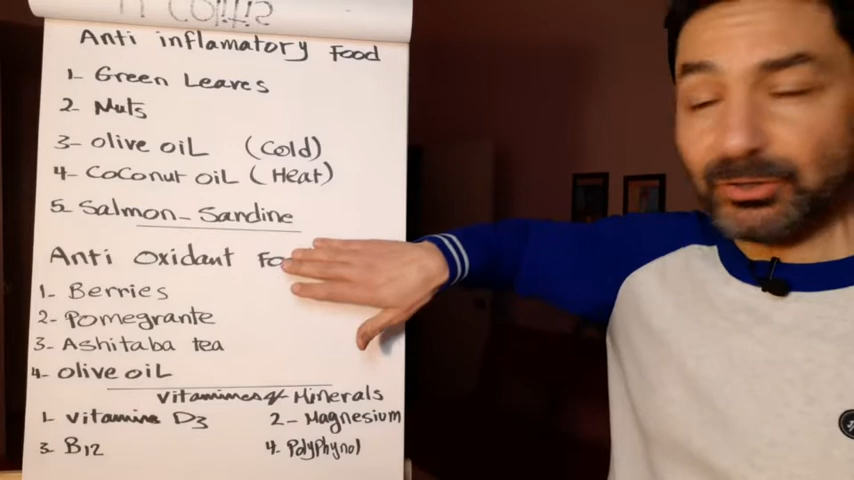 Anti inflamatory Food
1- Green Leaves
2- Nuts
3- olive oiL (Cold)
4- Coconut oiL (Heat)
5- Salmon - Sardine
Anti Oxidant
1- Berries
2- Pomegrante
3- Ashitaba tea
4- olive oiL
vitamines & Minerals
1- vitamine D3 2- Magnesium
3- B12 4- Polyphynol